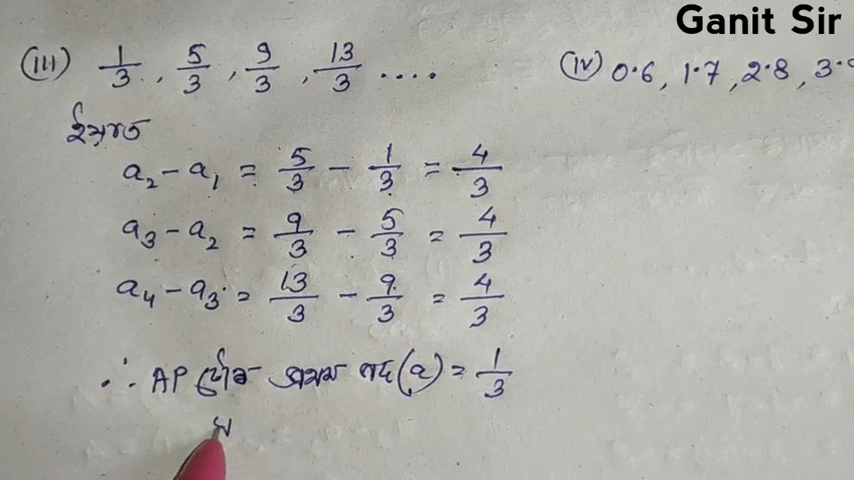 Ganit Sir
(III) 1/3, 5/3, 9/3, 13/3 ....
(IV) 0.6, 1.7, 2.8, 3.9
ইয়াত
a₂ - a₁ = 5/3 - 1/3 = 4/3
a₃ - a₂ = 9/3 - 5/3 = 4/3
a₄ - a₃ = 13/3 - 9/3 = 4/3
∴ AP টোৰ প্ৰথম পদ (a) = 1/3